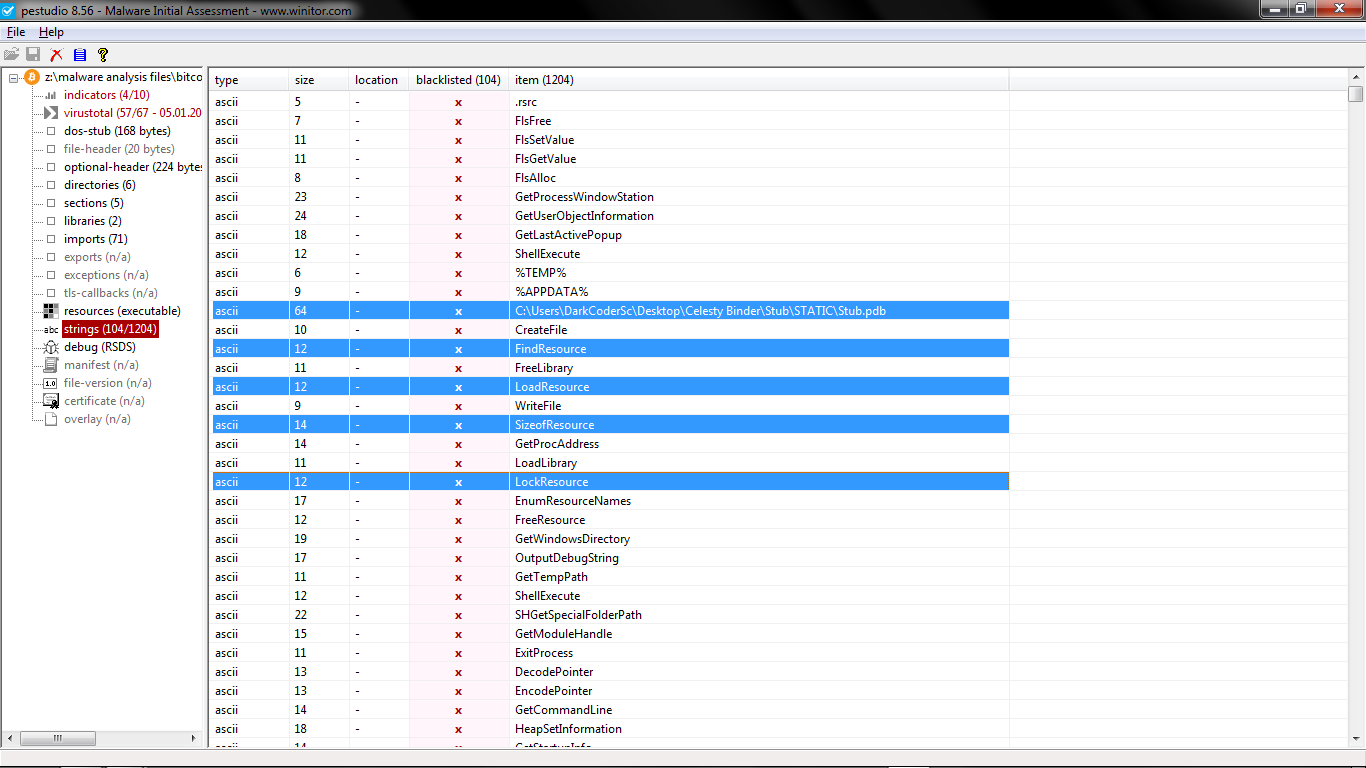 pestudio 8.56 - Malware Initial Assessment - www.winitor.com
File Help
z:\malware analysis files\bitco
indicators (4/10)
virustotal (57/67 - 05.01.20
dos-stub (168 bytes)
file-header (20 bytes)
optional-header (224 bytes
directories (6)
sections (5)
libraries (2)
imports (71)
exports (n/a)
exceptions (n/a)
tls-callbacks (n/a)
resources (executable)
abc strings (104/1204)
debug (RSDS)
manifest (n/a)
1.0 file-version (n/a)
certificate (n/a)
overlay (n/a)
type size location blacklisted (104) item (1204)
ascii 5 - x .rsrc
ascii 7 - x FlsFree
ascii 11 - x FlsSetValue
ascii 11 - x FlsGetValue
ascii 8 - x FlsAlloc
ascii 23 - x GetProcessWindowStation
ascii 24 - x GetUserObjectInformation
ascii 18 - x GetLastActivePopup
ascii 12 - x ShellExecute
ascii 6 - x %TEMP%
ascii 9 - x %APPDATA%
ascii 64 - x C:\Users\DarkCoderSc\Desktop\Celesty Binder\Stub\STATIC\Stub.pdb
ascii 10 - x CreateFile
ascii 12 - x FindResource
ascii 11 - x FreeLibrary
ascii 12 - x LoadResource
ascii 9 - x WriteFile
ascii 14 - x SizeofResource
ascii 14 - x GetProcAddress
ascii 11 - x LoadLibrary
ascii 12 - x LockResource
ascii 17 - x EnumResourceNames
ascii 12 - x FreeResource
ascii 19 - x GetWindowsDirectory
ascii 17 - x OutputDebugString
ascii 11 - x GetTempPath
ascii 12 - x ShellExecute
ascii 22 - x SHGetSpecialFolderPath
ascii 15 - x GetModuleHandle
ascii 11 - x ExitProcess
ascii 13 - x DecodePointer
ascii 13 - x EncodePointer
ascii 14 - x GetCommandLine
ascii 18 - x HeapSetInformation